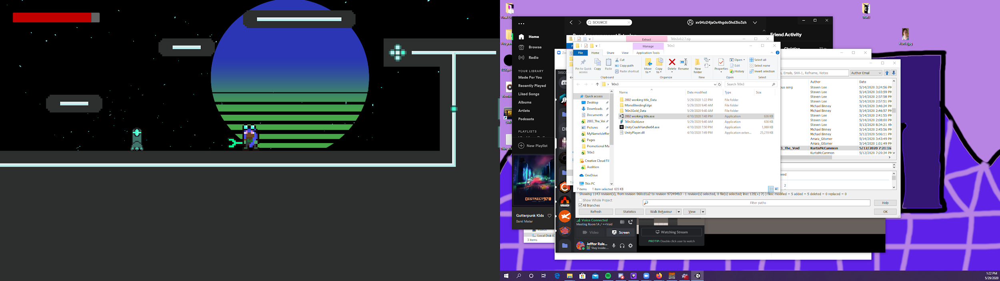 Final Ex
Progran
1200px-
Remix
SMIT
ThingsTo
Tr0n3
Kurtis.jpg
SOURCE
xv94z24ja0x4hgdo5hd3io3zh
Home
Browse
Radio
YOUR LIBRARY
Made For You
Recently Played
Liked Songs
Albums
Artists
Podcasts
PLAYLISTS
New Playlist
DISTRICT970
SAMI MATAR
Gutterpunk Kids
Sami Matar
Friend Activity
Extract
Tr0n3v0.2.7.zip
Manage
Tr0n3
File
Home
Share
View
Application Tools
Pin to Quick access
Copy
Paste
Cut
Copy path
Paste shortcut
Clipboard
Move to
Copy to
Delete
Rename
Organize
New folder
New
Properties
Open
Edit
History
Open
Select all
Select none
Invert selection
Select
Tr0n3
Search Tr0n3
Name
Date modified
Type
Size
2002 working title_Data 5/29/2020 1:22 PM File folder
MonoBleedingEdge 5/29/2020 9:40 AM File folder
Tr0n3Gold_Data 5/29/2020 9:40 AM File folder
2002 working title.exe 4/10/2020 7:48 PM Application 636 KB
Tr0n3Gold.exe 5/29/2020 9:40 AM Application 636 KB
UnityCrashHandler64.exe 4/10/2020 7:50 PM Application 1,069 KB
UnityPlayer.dll 4/10/2020 7:49 PM Application exten... 25,219 KB
Quick access
Desktop
Downloads
Documents
2003_The_Voi
Pictures
MyNameIsJeffer
Pages
Promotional Ma
Tr0n3
Creative Cloud Fil
Audition
OneDrive
This PC
7 items 1 item selected 635 KB
s, Emails, SHA-1, Refname, Notes
Author Email
Author Date
ous song Steven Lee 5/14/2020 3:24:56 PM
Steven Lee 5/14/2020 3:03:59 PM
Steven Lee 5/14/2020 2:57:58 PM
Steven Lee 5/14/2020 2:57:51 PM
Michael Binney 5/14/2020 3:46:24 PM
Michael Binney 5/14/2020 2:46:57 PM
Steven Lee 5/14/2020 2:41:55 PM
Steven Lee 5/14/2020 2:08:00 PM
Steven Lee 5/13/2020 8:34:21 AM
Michael Binney 5/14/2020 2:45:56 PM
Michael Binney 5/12/2020 5:06:11 PM
Amara_Gitomer 5/14/2020 3:43:49 PM
Amara_Gitomer 5/14/2020 1:01:49 PM
3_The_Void KurtisMcCammon 5/12/2020 7:21:16
KurtisMcCammon 5/12/2020 7:20:34 PM
oved
2
Showing 1143 revision(s), from revision 060cd1a2 to revision 972494b3 - 1 revision(s) selected, 0 file(s) selected; line: 135(+) 7(-) files: modified = 5 added = 5 deleted = 0 replaced = 0
Show Whole Project
All Branches
Filter paths
Help
Refresh
Statistics
Walk Behaviour
View
OK
DISCO
ARMADA
Voice Connected
Meeting Room 1A / ++Void
Video
Screen
Jefftor Rule...
Stay inside....
Watching Stream
PROTIP: Double click user to watch
Videos
Local Disk (C
3 items
1:22 PM
5/29/2020